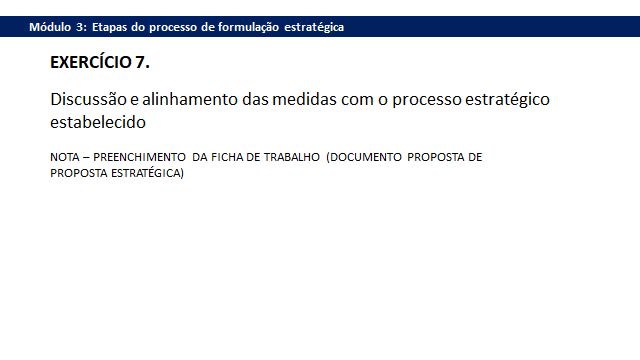 Módulo 3: Etapas do processo de formulação estratégica
EXERCÍCIO 7.
Discussão e alinhamento das medidas com o processo estratégico
estabelecido
NOTA – PREENCHIMENTO DA FICHA DE TRABALHO (DOCUMENTO PROPOSTA DE
PROPOSTA ESTRATÉGICA)